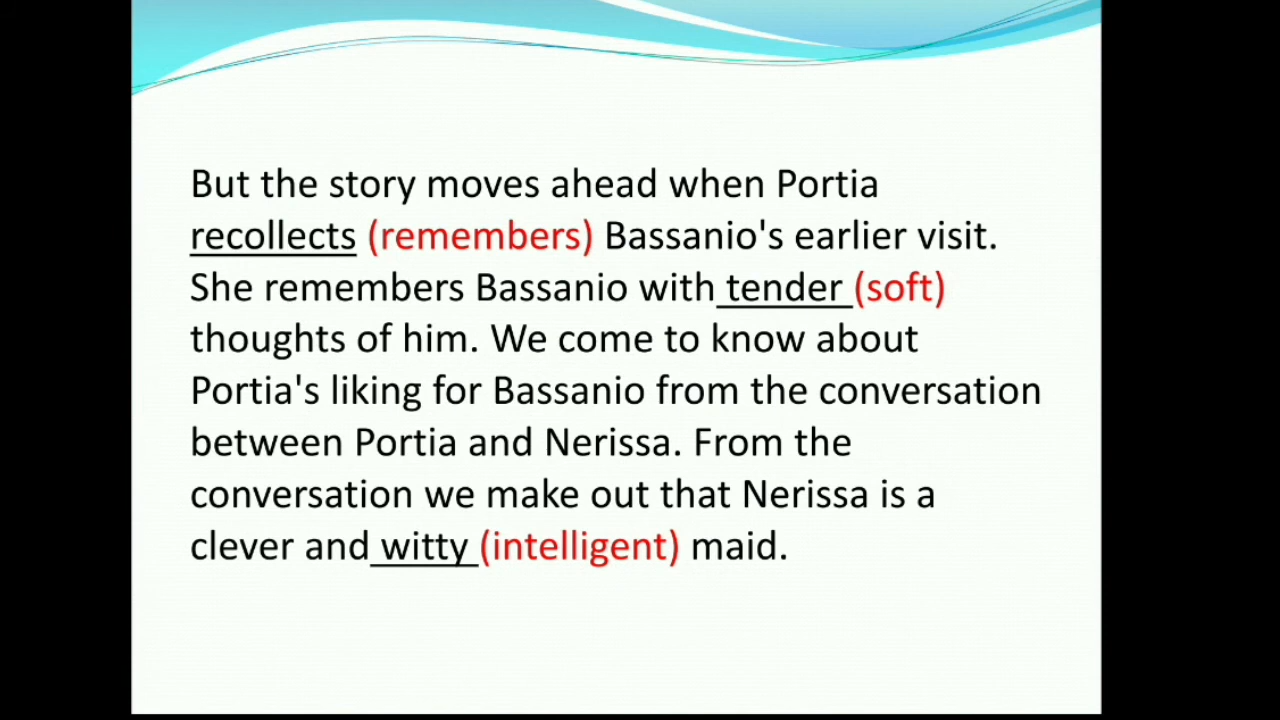 But the story moves ahead when Portia
recollects (remembers) Bassanio's earlier visit.
She remembers Bassanio with tender (soft)
thoughts of him. We come to know about
Portia's liking for Bassanio from the conversation
between Portia and Nerissa. From the
conversation we make out that Nerissa is a
clever and witty (intelligent) maid.